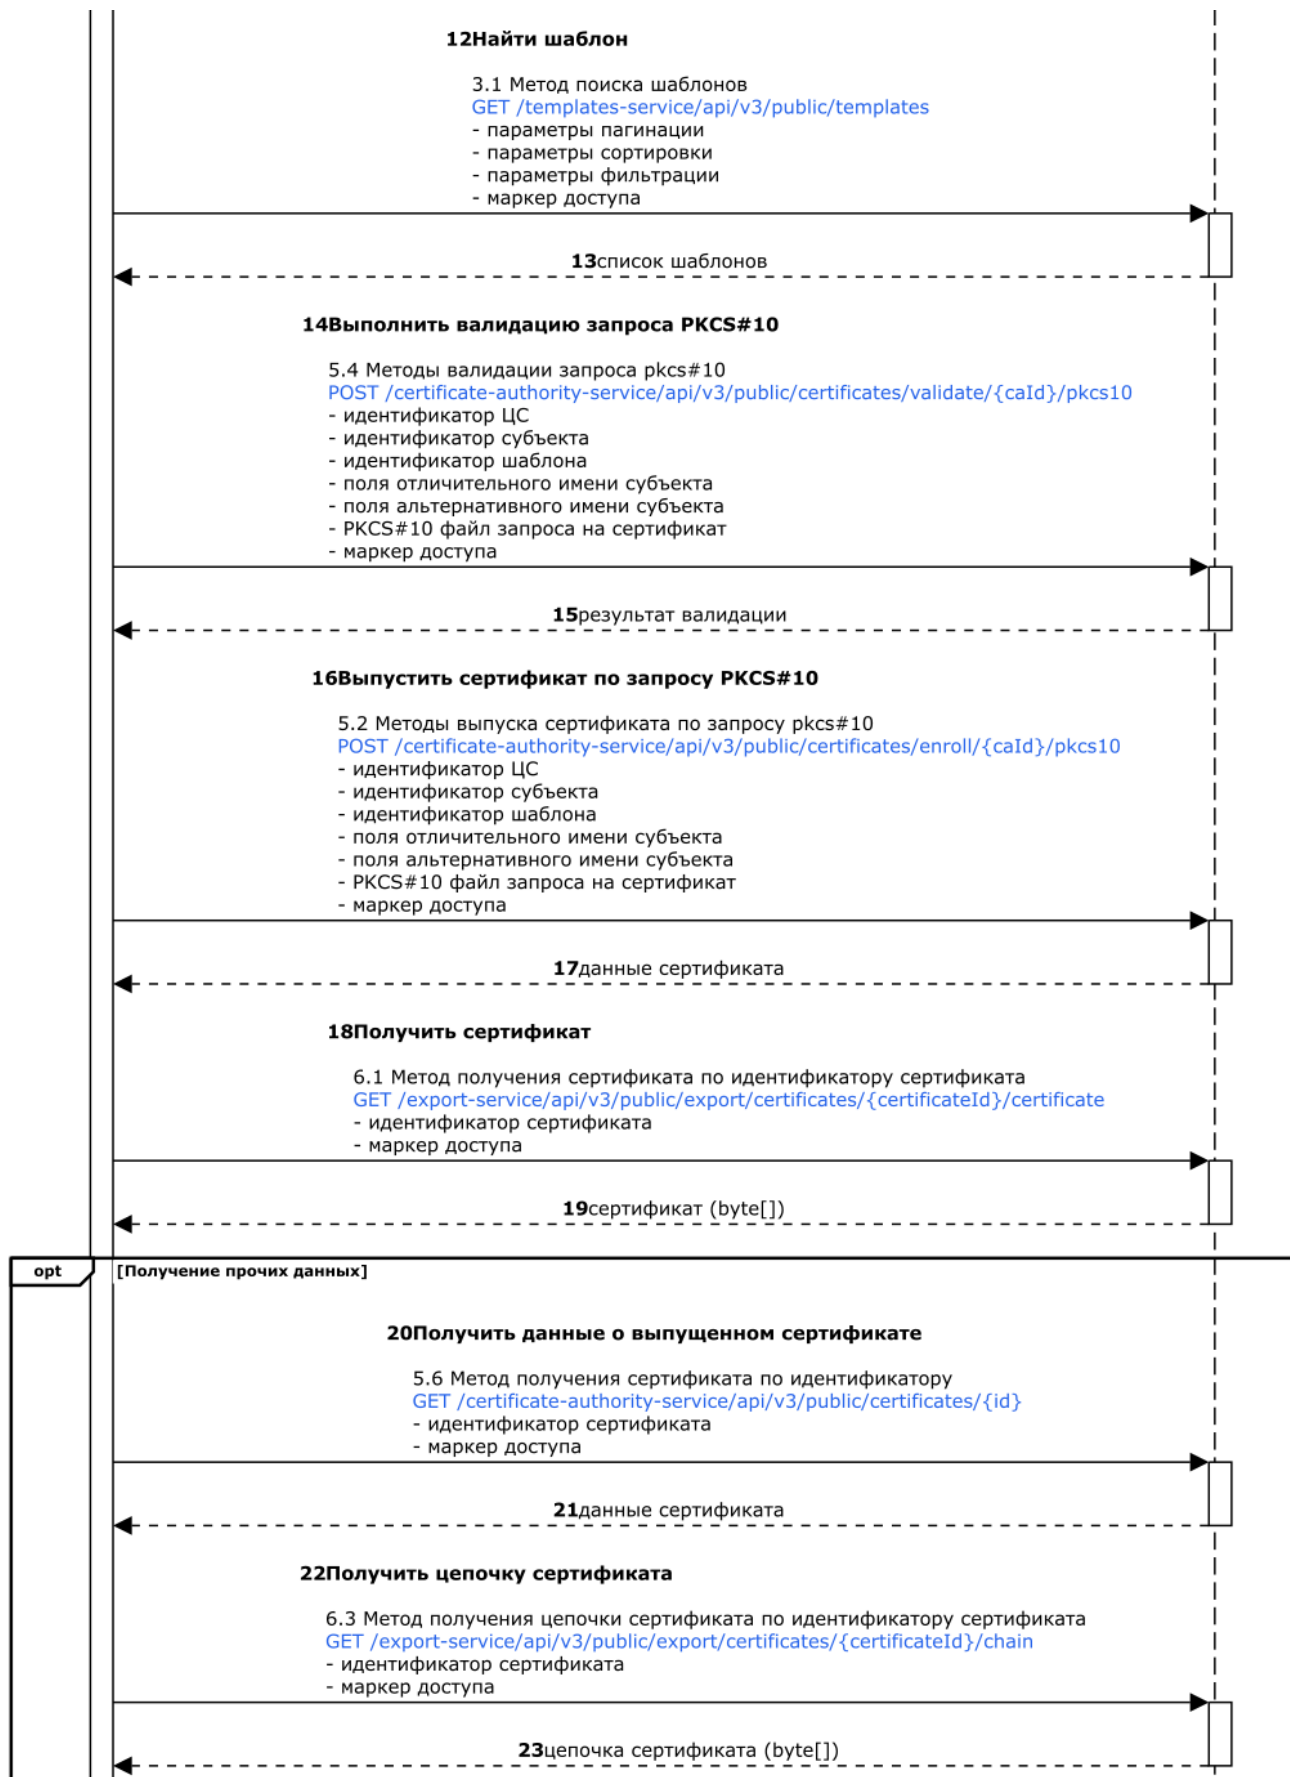 12Найти шаблон
3.1 Метод поиска шаблонов
GET /templates-service/api/v3/public/templates
- параметры пагинации
- параметры сортировки
- параметры фильтрации
- маркер доступа
13список шаблонов
14Выполнить валидацию запроса PKCS#10
5.4 Методы валидации запроса pkcs#10
POST /certificate-authority-service/api/v3/public/certificates/validate/{caId}/pkcs10
- идентификатор ЦС
- идентификатор субъекта
- идентификатор шаблона
- поля отличительного имени субъекта
- поля альтернативного имени субъекта
- PKCS#10 файл запроса на сертификат
- маркер доступа
15результат валидации
16Выпустить сертификат по запросу PKCS#10
5.2 Методы выпуска сертификата по запросу pkcs#10
POST /certificate-authority-service/api/v3/public/certificates/enroll/{caId}/pkcs10
- идентификатор ЦС
- идентификатор субъекта
- идентификатор шаблона
- поля отличительного имени субъекта
- поля альтернативного имени субъекта
- PKCS#10 файл запроса на сертификат
- маркер доступа
17данные сертификата
18Получить сертификат
6.1 Метод получения сертификата по идентификатору сертификата
GET /export-service/api/v3/public/export/certificates/{certificateId}/certificate
- идентификатор сертификата
- маркер доступа
19сертификат (byte[])
opt [Получение прочих данных]
20Получить данные о выпущенном сертификате
5.6 Метод получения сертификата по идентификатору
GET /certificate-authority-service/api/v3/public/certificates/{id}
- идентификатор сертификата
- маркер доступа
21данные сертификата
22Получить цепочку сертификата
6.3 Метод получения цепочки сертификата по идентификатору сертификата
GET /export-service/api/v3/public/export/certificates/{certificateId}/chain
- идентификатор сертификата
- маркер доступа
23цепочка сертификата (byte[])